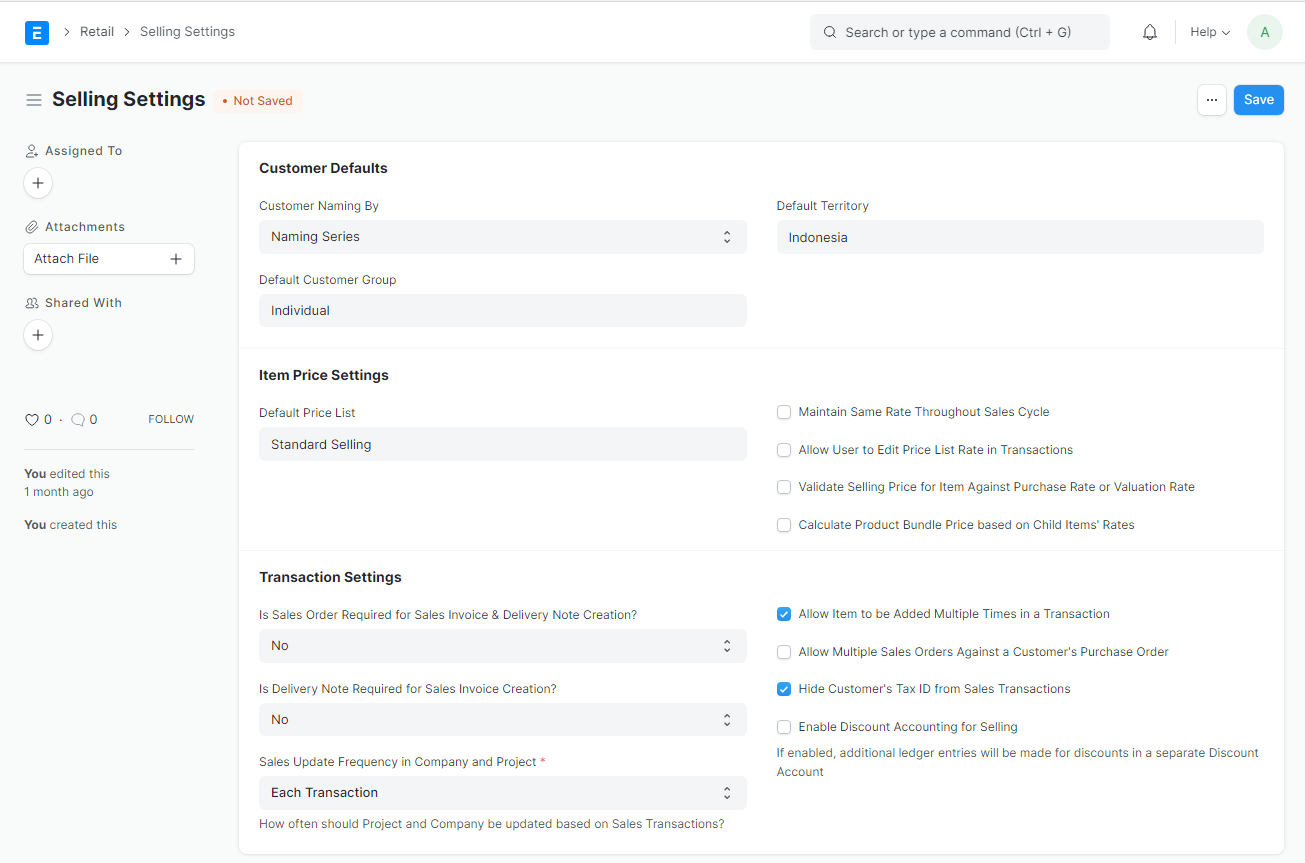 E
Retail
Selling Settings
Search or type a command (Ctrl + G)
Help
A
Selling Settings
• Not Saved
...
Save
Assigned To
+
Attachments
Attach File +
Shared With
+
0 · 0 FOLLOW
You edited this
1 month ago
You created this
Customer Defaults
Customer Naming By
Naming Series
Default Territory
Indonesia
Default Customer Group
Individual
Item Price Settings
Default Price List
Standard Selling
Maintain Same Rate Throughout Sales Cycle
Allow User to Edit Price List Rate in Transactions
Validate Selling Price for Item Against Purchase Rate or Valuation Rate
Calculate Product Bundle Price based on Child Items' Rates
Transaction Settings
Is Sales Order Required for Sales Invoice & Delivery Note Creation?
No
Is Delivery Note Required for Sales Invoice Creation?
No
Sales Update Frequency in Company and Project *
Each Transaction
How often should Project and Company be updated based on Sales Transactions?
Allow Item to be Added Multiple Times in a Transaction
Allow Multiple Sales Orders Against a Customer's Purchase Order
Hide Customer's Tax ID from Sales Transactions
Enable Discount Accounting for Selling
If enabled, additional ledger entries will be made for discounts in a separate Discount
Account